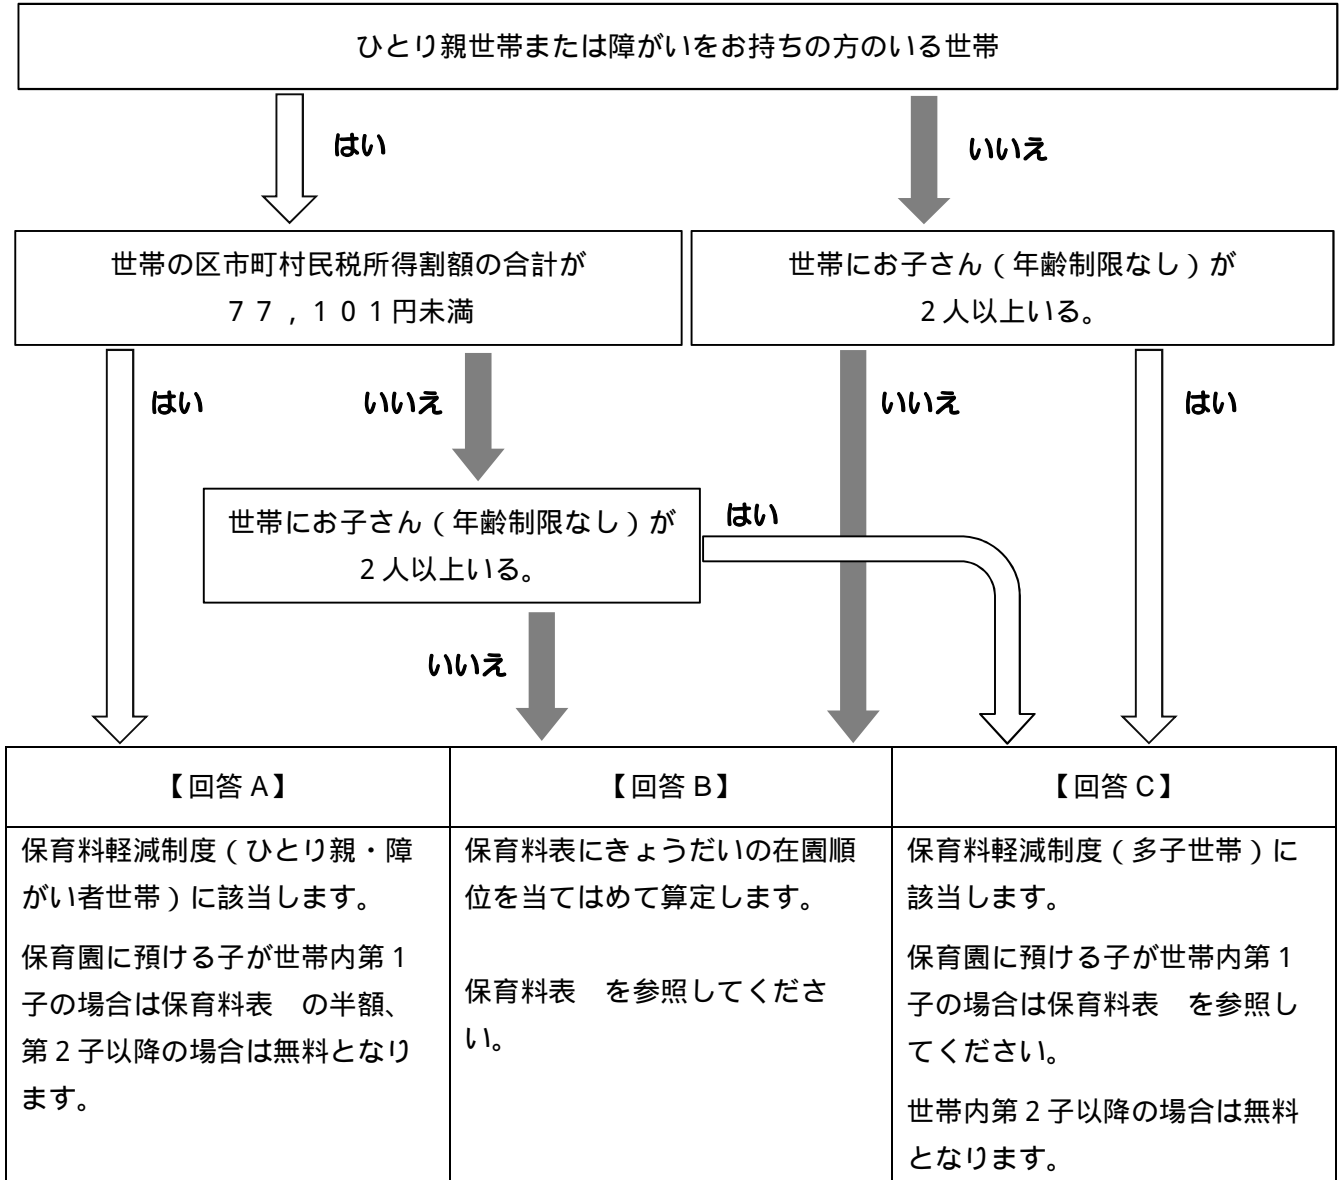 ひとり親世帯または障がいをお持ちの方のいる世帯
はい
いいえ
世帯の区市町村民税所得割額の合計が
７７，１０１円未満
世帯にお子さん（年齢制限なし）が
２人以上いる。
はい
いいえ
いいえ
はい
世帯にお子さん（年齢制限なし）が
２人以上いる。
はい
いいえ
【回答Ａ】
保育料軽減制度（ひとり親・障
がい者世帯）に該当します。
保育園に預ける子が世帯内第１
子の場合は保育料表　の半額、
第２子以降の場合は無料となり
ます。
【回答Ｂ】
保育料表にきょうだいの在園順
位を当てはめて算定します。
保育料表　を参照してくださ
い。
【回答Ｃ】
保育料軽減制度（多子世帯）に
該当します。
保育園に預ける子が世帯内第１
子の場合は保育料表　を参照し
てください。
世帯内第２子以降の場合は無料
となります。